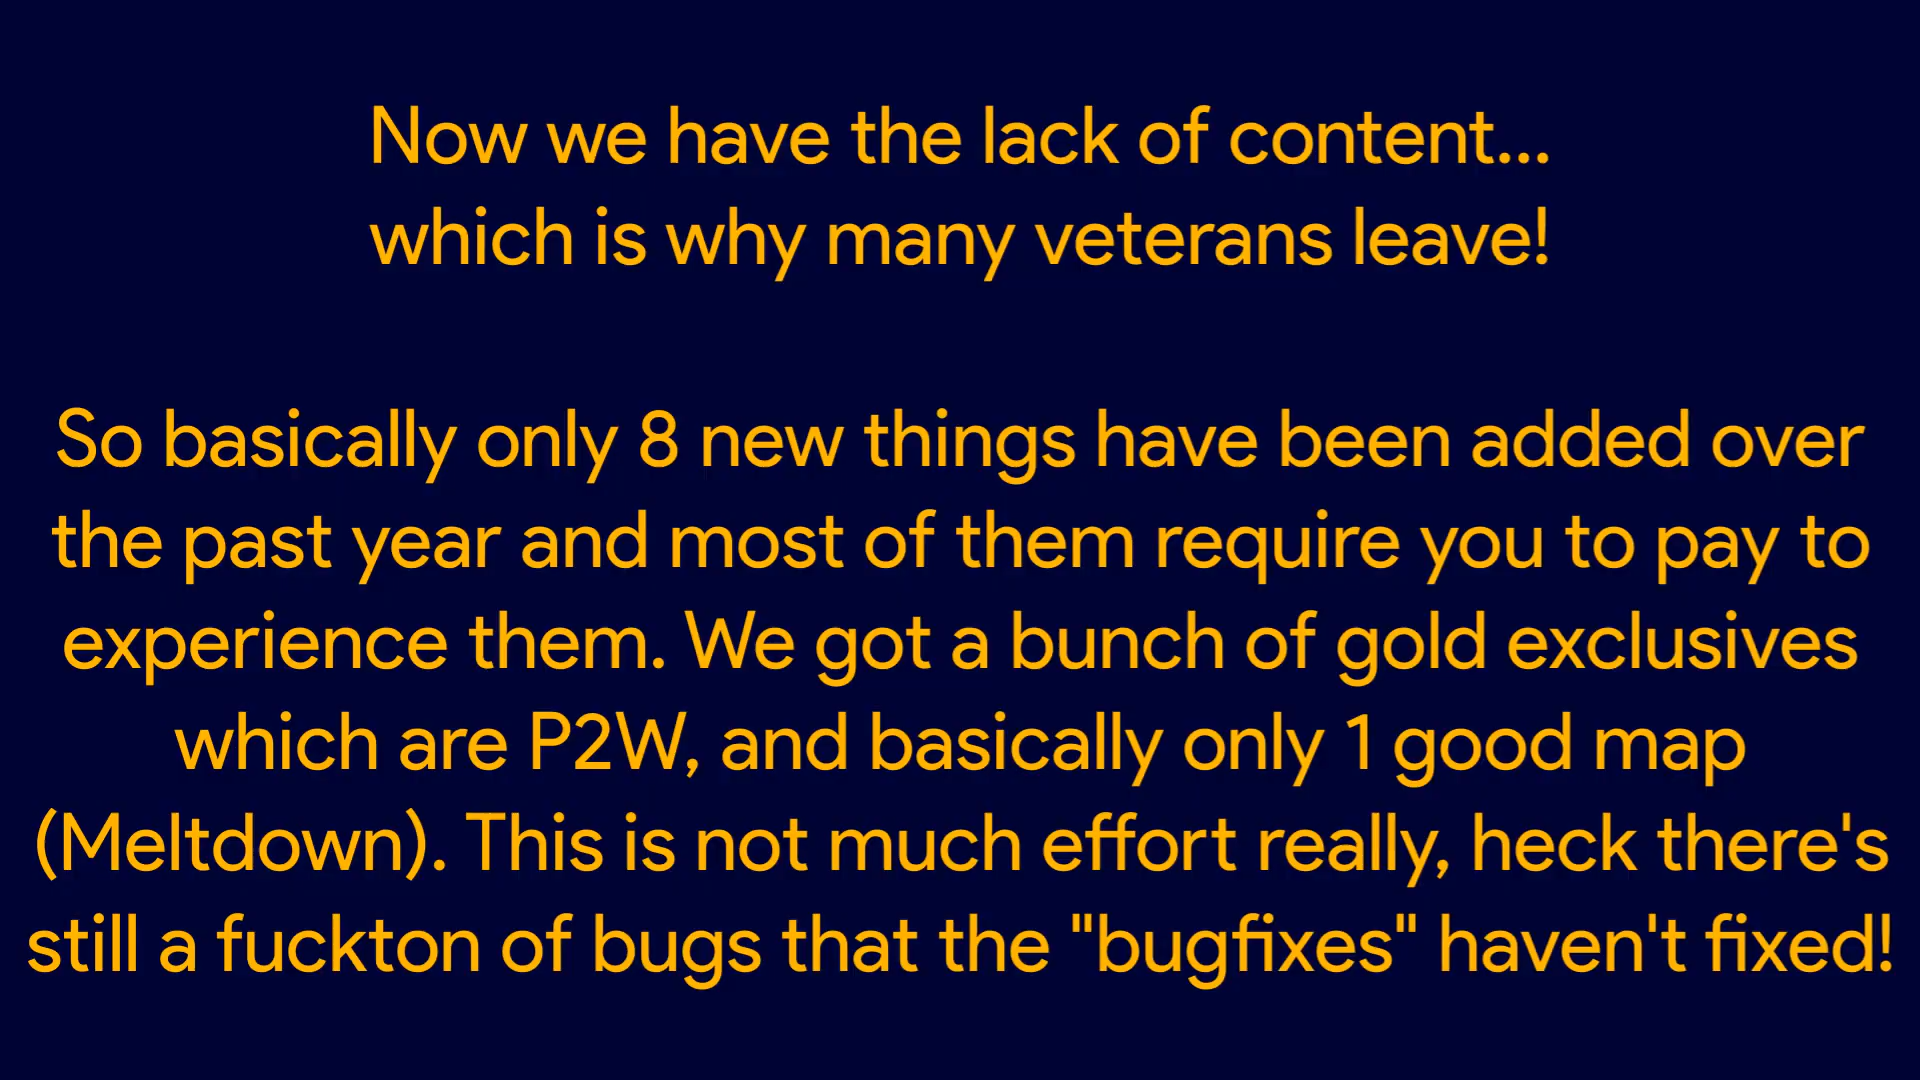 Now we have the lack of content...
which is why many veterans leave!
So basically only 8 new things have been added over
the past year and most of them require you to pay to
experience them. We got a bunch of gold exclusives
which are P2W, and basically only 1 good map
(Meltdown). This is not much effort really, heck there's
still a fuckton of bugs that the "bugfixes" haven't fixed!